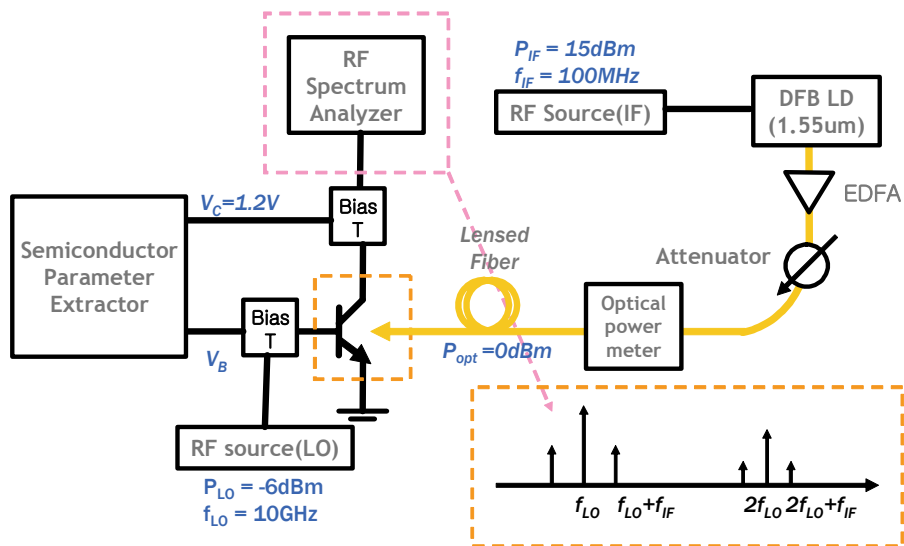 RF
Spectrum
Analyzer
P_IF = 15dBm
f_IF = 100MHz
RF Source(IF)
DFB LD
(1.55um)
EDFA
Attenuator
V_C=1.2V
Bias
T
Semiconductor
Parameter
Extractor
Lensed
Fiber
Optical
power
meter
Bias
T
V_B
P_opt =0dBm
RF source(LO)
P_LO = -6dBm
f_LO = 10GHz
f_LO
f_LO+f_IF
2f_LO
2f_LO+f_IF